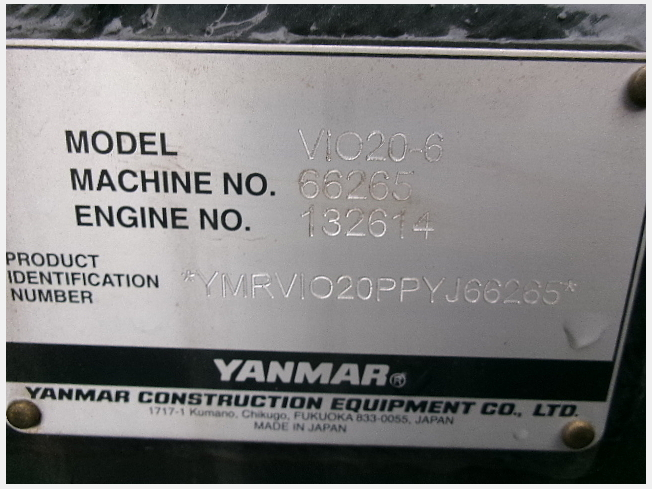 MODEL VIO20-6
MACHINE NO. 66265
ENGINE NO. 132614
PRODUCT
IDENTIFICATION *YMRVIO20PPYJ66265*
NUMBER
YANMAR®
YANMAR CONSTRUCTION EQUIPMENT CO., LTD.
1717-1 Kumano, Chikugo, FUKUOKA 833-0055, JAPAN
MADE IN JAPAN